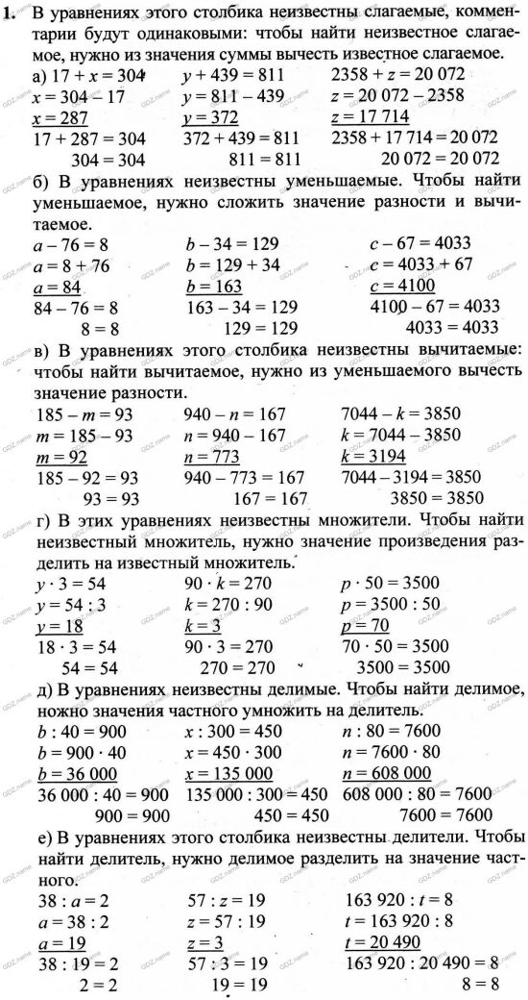 1. В уравнениях этого столбика неизвестны слагаемые, коммен-
тарии будут одинаковыми: чтобы найти неизвестное слагае-
мое, нужно из значения суммы вычесть известное слагаемое.
а) 17 + x = 304 y + 439 = 811 2358 + z = 20 072
x = 304 – 17 y = 811 – 439 z = 20 072 – 2358
x = 287 y = 372 z = 17 714
17 + 287 = 304 372 + 439 = 811 2358 + 17 714 = 20 072
304 = 304 811 = 811 20 072 = 20 072
б) В уравнениях неизвестны уменьшаемые. Чтобы найти
уменьшаемое, нужно сложить значение разности и вычи-
таемое.
a – 76 = 8 b – 34 = 129 c – 67 = 4033
a = 8 + 76 b = 129 + 34 c = 4033 + 67
a = 84 b = 163 c = 4100
84 – 76 = 8 163 – 34 = 129 4100 – 67 = 4033
8 = 8 129 = 129 4033 = 4033
в) В уравнениях этого столбика неизвестны вычитаемые:
чтобы найти вычитаемое, нужно из уменьшаемого вычесть
значение разности.
185 – m = 93 940 – n = 167 7044 – k = 3850
m = 185 – 93 n = 940 – 167 k = 7044 – 3850
m = 92 n = 773 k = 3194
185 – 92 = 93 940 – 773 = 167 7044 – 3194 = 3850
93 = 93 167 = 167 3850 = 3850
г) В этих уравнениях неизвестны множители. Чтобы найти
неизвестный множитель, нужно значение произведения раз-
делить на известный множитель.
y · 3 = 54 90 · k = 270 p · 50 = 3500
y = 54 : 3 k = 270 : 90 p = 3500 : 50
y = 18 k = 3 p = 70
18 · 3 = 54 90 · 3 = 270 70 · 50 = 3500
54 = 54 270 = 270 3500 = 3500
д) В уравнениях неизвестны делимые. Чтобы найти делимое,
ножно значения частного умножить на делитель.
b : 40 = 900 x : 300 = 450 n : 80 = 7600
b = 900 · 40 x = 450 · 300 n = 7600 · 80
b = 36 000 x = 135 000 n = 608 000
36 000 : 40 = 900 135 000 : 300 = 450 608 000 : 80 = 7600
900 = 900 450 = 450 7600 = 7600
е) В уравнениях этого столбика неизвестны делители. Чтобы
найти делитель, нужно делимое разделить на значение част-
ного.
38 : a = 2 57 : z = 19 163 920 : t = 8
a = 38 : 2 z = 57 : 19 t = 163 920 : 8
a = 19 z = 3 t = 20 490
38 : 19 = 2 57 : 3 = 19 163 920 : 20 490 = 8
2 = 2 19 = 19 8 = 8
GDZ.name